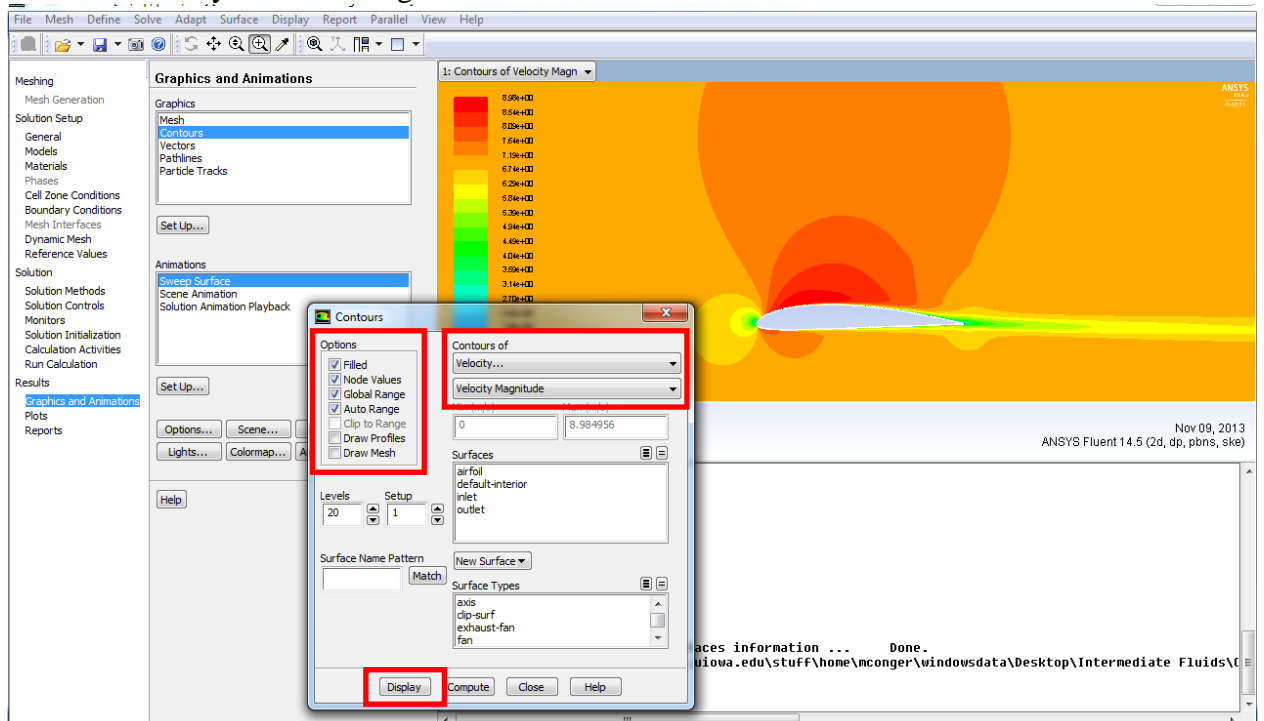 File Mesh Define Solve Adapt Surface Display Report Parallel View Help
Meshing
Mesh Generation
Solution Setup
General
Models
Materials
Phases
Cell Zone Conditions
Boundary Conditions
Mesh Interfaces
Dynamic Mesh
Reference Values
Solution
Solution Methods
Solution Controls
Monitors
Solution Initialization
Calculation Activities
Run Calculation
Results
Graphics and Animations
Plots
Reports
Graphics and Animations
Graphics
Mesh
Contours
Vectors
Pathlines
Particle Tracks
Set Up...
Animations
Sweep Surface
Scene Animation
Solution Animation Playback
Set Up...
Options... Scene...
Lights... Colormap... A
Help
1: Contours of Velocity Magn
8.98e+00
8.54e+00
8.09e+00
7.64e+00
7.19e+00
6.74e+00
6.29e+00
5.84e+00
5.39e+00
4.94e+00
4.49e+00
4.04e+00
3.59e+00
3.14e+00
2.70e+00
ANSYS
Nov 09, 2013
ANSYS Fluent 14.5 (2d, dp, pbns, ske)
Contours
X
Options
Filled
Node Values
Global Range
Auto Range
Clip to Range
Draw Profiles
Draw Mesh
Levels Setup
20 1
Surface Name Pattern
Match
Contours of
Velocity...
Velocity Magnitude
0 8.984956
Surfaces
airfoil
default-interior
inlet
outlet
New Surface
Surface Types
axis
clip-surf
exhaust-fan
fan
Display Compute Close Help
aces information ... Done.
uiowa.edu\stuff\home\mconger\windowsdata\Desktop\Intermediate Fluids\